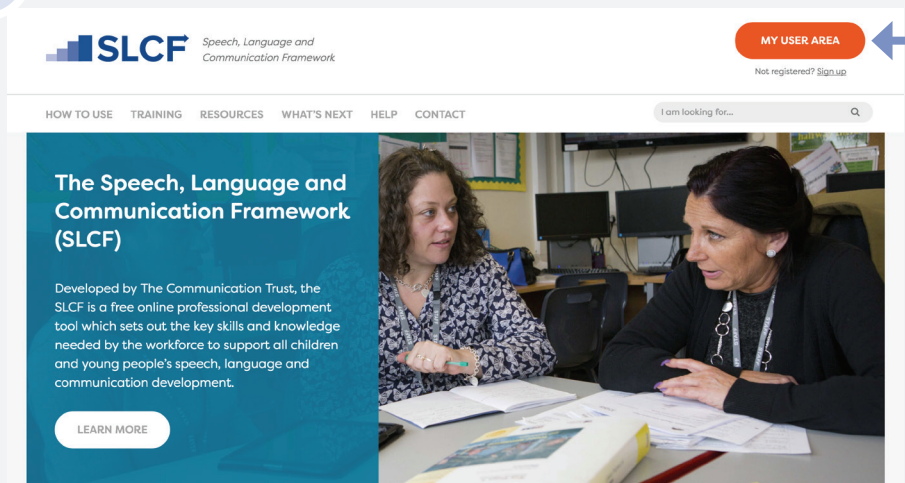 SLCF
Speech, Language and
Communication Framework
MY USER AREA
Not registered? Sign up
HOW TO USE TRAINING RESOURCES WHAT'S NEXT HELP CONTACT
I am looking for...
The Speech, Language and
Communication Framework
(SLCF)
Developed by The Communication Trust, the
SLCF is a free online professional development
tool which sets out the key skills and knowledge
needed by the workforce to support all children
and young people's speech, language and
communication development.
LEARN MORE